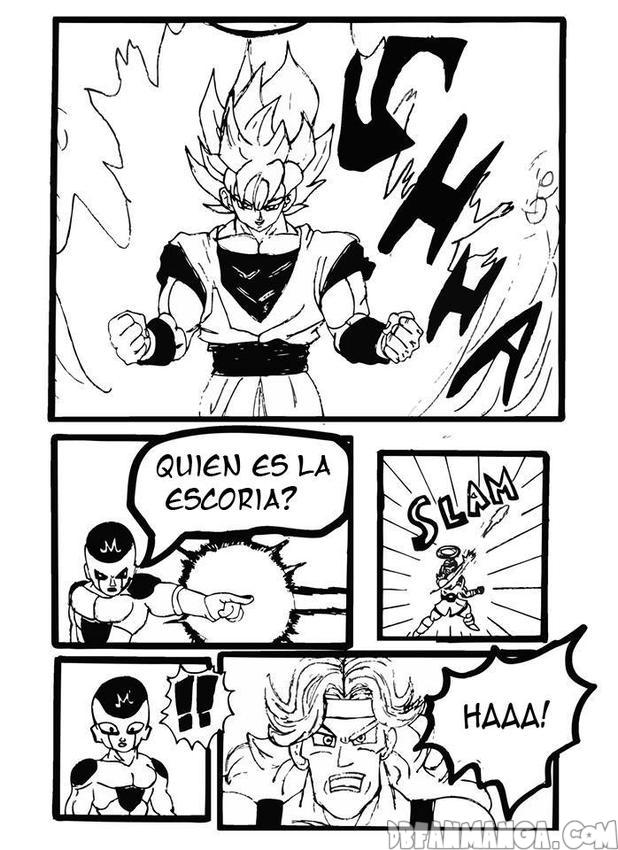 SHHA
QUIEN ES LA
ESCORIA?
SLAM
M
!!
M
HAAA!
DBFANMANGA.COM